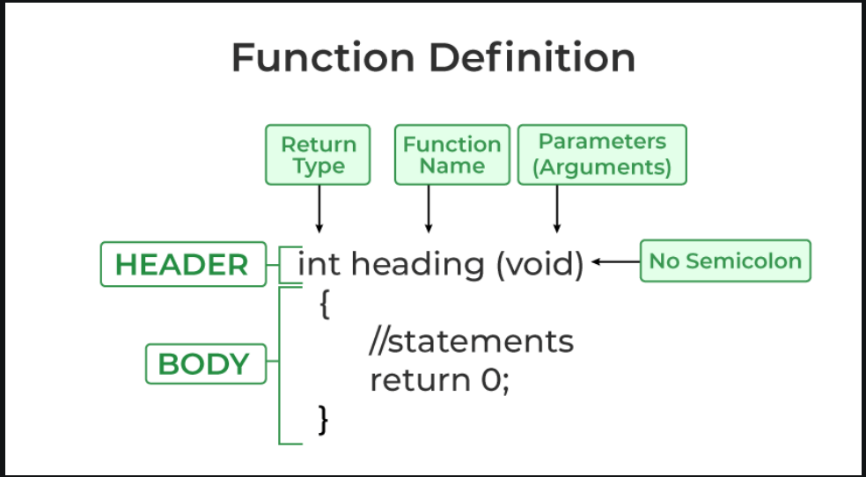 Function Definition
Return
Type
Function
Name
Parameters
(Arguments)
HEADER
int heading (void)
No Semicolon
{
//statements
BODY
return 0;
}